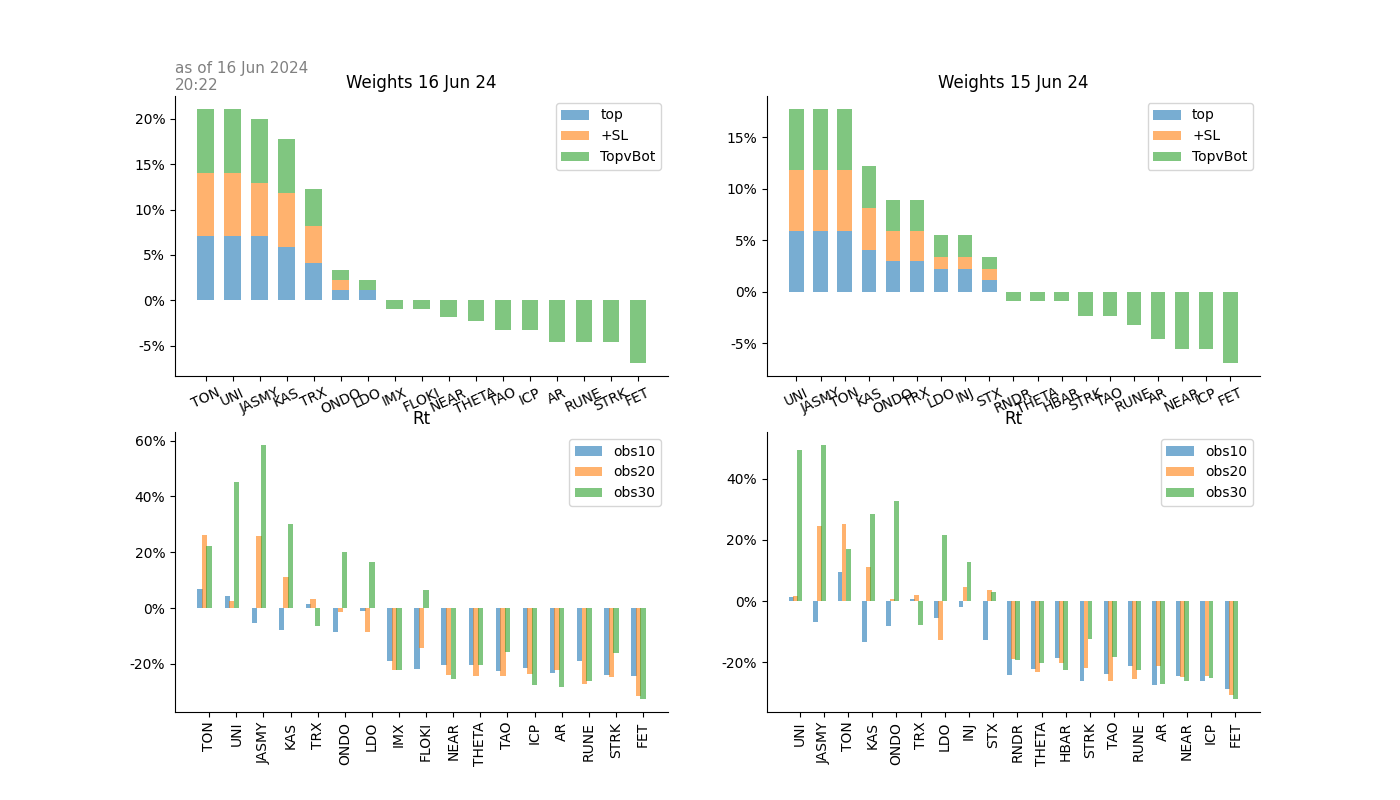 as of 16 Jun 2024
20:22
Weights 16 Jun 24
top
+SL
TopvBot
20%
15%
10%
5%
0%
-5%
TON UNI JASMY KAS TRX ONDO LDO IMX FLOKI NEAR THETA TAO ICP AR RUNE STRK FET
Weights 15 Jun 24
top
+SL
TopvBot
15%
10%
5%
0%
-5%
UNI JASMY TON KAS ONDO TRX LDO INJ STX RNDR THETA HBAR STRK TAO RUNE AR NEAR ICP FET
Rt
obs10
obs20
obs30
60%
40%
20%
0%
-20%
TON UNI JASMY KAS TRX ONDO LDO IMX FLOKI NEAR THETA TAO ICP AR RUNE STRK FET
Rt
obs10
obs20
obs30
40%
20%
0%
-20%
UNI JASMY TON KAS ONDO TRX LDO INJ STX RNDR THETA HBAR STRK TAO RUNE AR NEAR ICP FET